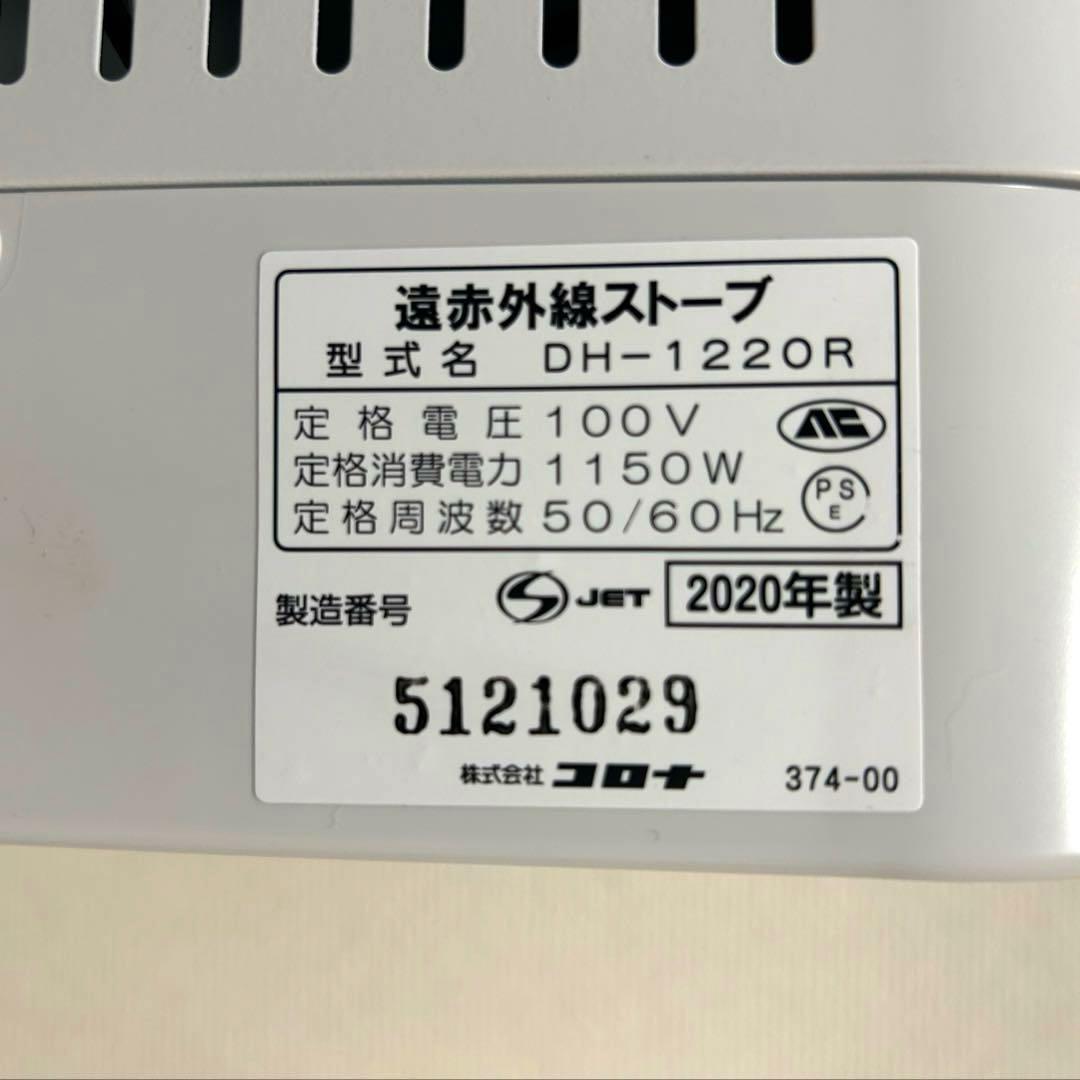 遠赤外線ストーブ
型式名 DH-1220R
定格電圧 100V
定格消費電力 1150W
定格周波数 50/60Hz
PSE
製造番号
S JET
2020年製
5121029
株式会社 コロナ
374-00